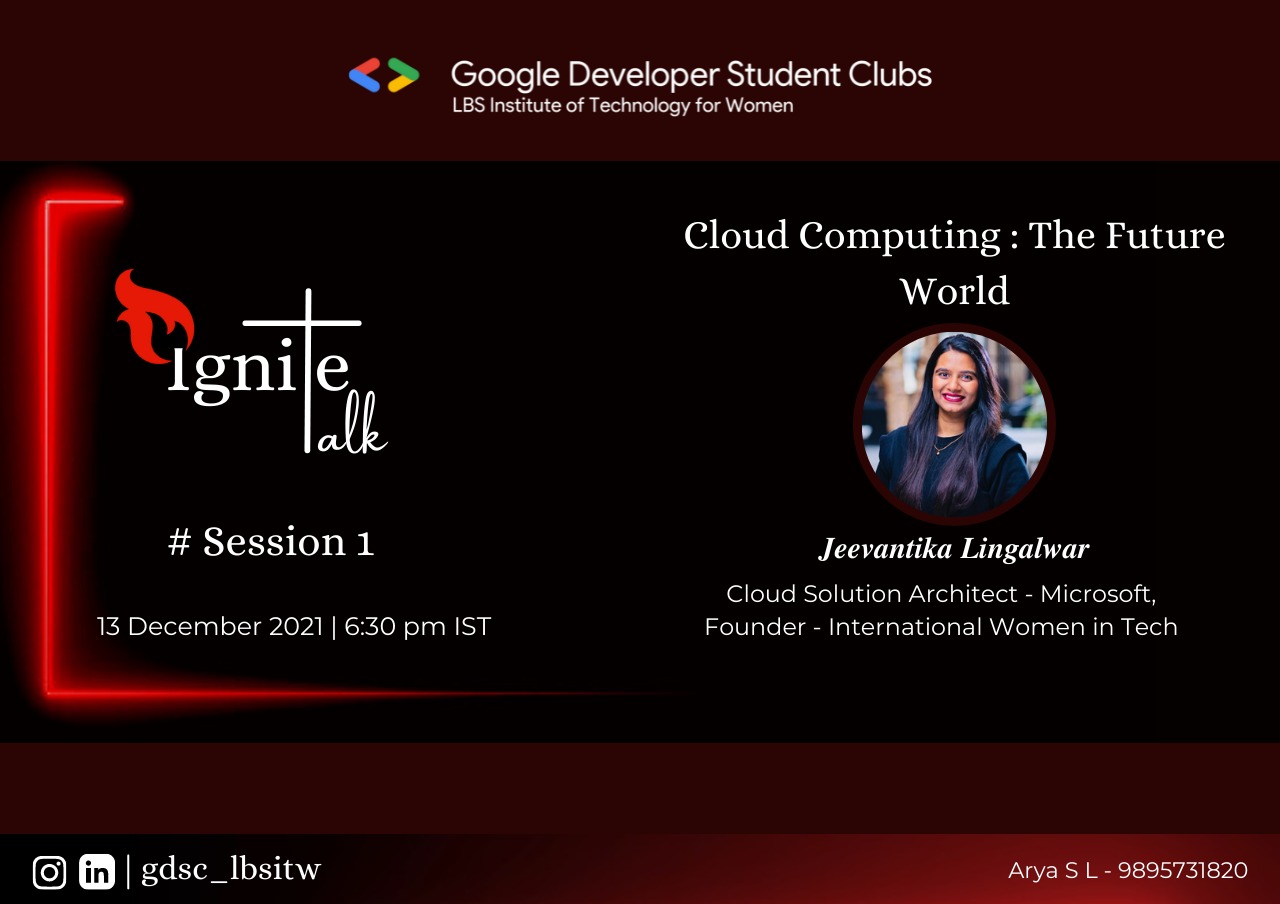 Google Developer Student Clubs
LBS Institute of Technology for Women
Ignite
Talk
# Session 1
13 December 2021 | 6:30 pm IST
Cloud Computing : The Future
World
Jeevantika Lingalwar
Cloud Solution Architect - Microsoft,
Founder - International Women in Tech
in | gdsc_lbsitw
Arya S L - 9895731820